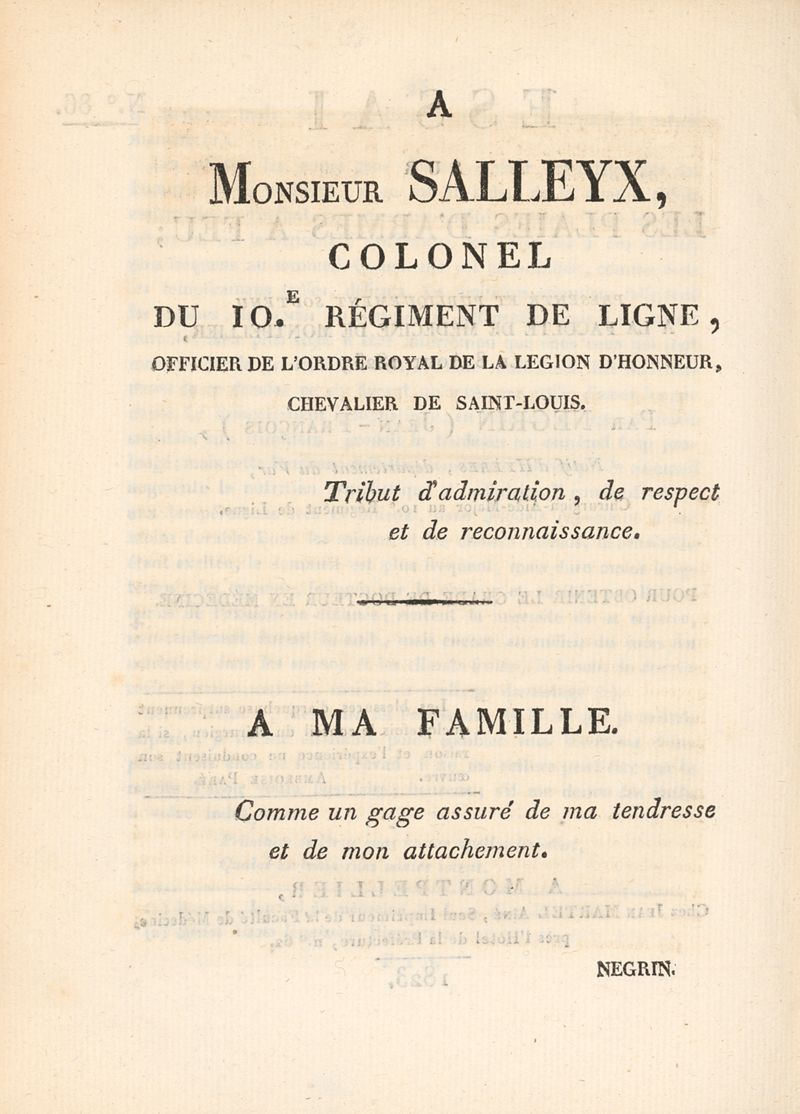 A
MONSIEUR SALLEYX,
COLONEL
DU 10.E RÉGIMENT DE LIGNE,
OFFICIER DE L'ORDRE ROYAL DE LA LEGION D'HONNEUR,
CHEVALIER DE SAINT-LOUIS.
Tribut d'admiration, de respect
et de reconnaissance.
A MA FAMILLE.
Comme un gage assuré de ma tendresse
et de mon attachement.
NEGRIN.